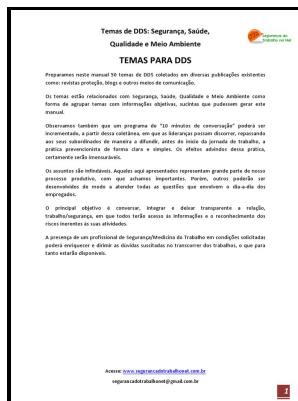 Temas de DDS: Segurança, Saúde,
Qualidade e Meio Ambiente
Segurança do
Trabalho Net
TEMAS PARA DDS
Preparamos neste manual 50 temas de DDS coletados em diversas publicações existentes
como: revistas proteção, blogs e outros meios de comunicação.
Os temas estão relacionados com Segurança, Saúde, Qualidade e Meio Ambiente como
forma de agrupar temas com informações objetivas, sucintas que pudessem gerar este
manual.
Observamos também que um programa de "10 minutos de conversação" poderá ser
incrementado, a partir dessa coletânea, em que as lideranças possam discorrer, repassando
aos seus subordinados de maneira a difundir, antes do início da jornada de trabalho, a
prática prevencionista de forma clara e simples. Os efeitos advindos dessa prática,
certamente serão imensuráveis.
Os assuntos são infindáveis. Aqueles aqui apresentados representam grande parte de nosso
processo produtivo, com que achamos importantes. Porém, outros poderão ser
desenvolvidos de modo a atender todas as questões que envolvem o dia-a-dia dos
empregados.
O principal objetivo é conversar, integrar e deixar transparente a relação,
trabalho/segurança, em que todos terão acesso às informações e o reconhecimento dos
riscos inerentes às suas atividades.
A presença de um profissional de Segurança/Medicina do Trabalho em condições solicitadas
poderá enriquecer e dirimir as dúvidas suscitadas no transcorrer dos trabalhos, o que para
tanto estarão disponíveis.
Acesse: www.segurancadotrabalhonet.com.br
segurancadotrabalhonet@gmail.com.br
1